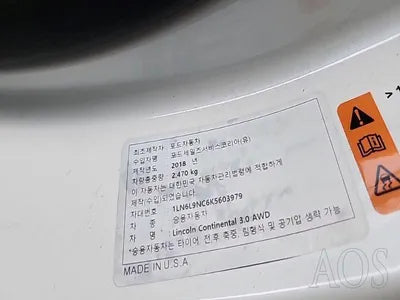 최초제작자 : 포드자동차
수입자명 : 포드세일즈서비스코리아(유)
제작년도 : 2018 년
차량총중량 : 2,470 kg
이 자동차는 대한민국 자동차관리법령에 적합하게
제작되었습니다.
차대번호 : 1LN6L9NC6K5603979
차 종 : 승용자동차
차 명 : Lincoln Continental 3.0 AWD
*승용자동차는 타이어 전후 축중, 림형식 및 공기압 생략 가능
MADE IN U.S.A
> 1
AOS